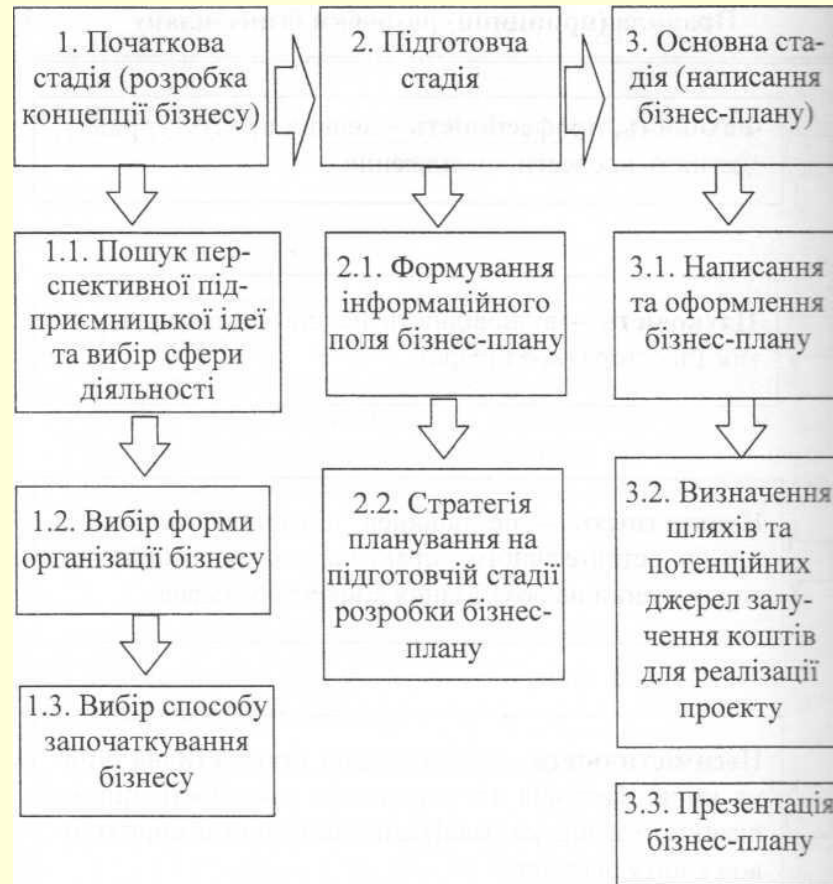 1. Початкова
стадія (розробка
концепції бізнесу)
2. Підготовча
стадія
3. Основна ста-
дія (написання
бізнес-плану)
1.1. Пошук пер-
спективної під-
приємницької ідеї
та вибір сфери
діяльності
2.1. Формування
інформаційного
поля бізнес-плану
3.1. Написання
та оформлення
бізнес-плану
1.2. Вибір форми
організації бізнесу
2.2. Стратегія
планування на
підготовчій стадії
розробки бізнес-
плану
3.2. Визначення
шляхів та
потенційних
джерел залу-
чення коштів
для реалізації
проекту
1.3. Вибір способу
започаткування
бізнесу
3.3. Презентація
бізнес-плану